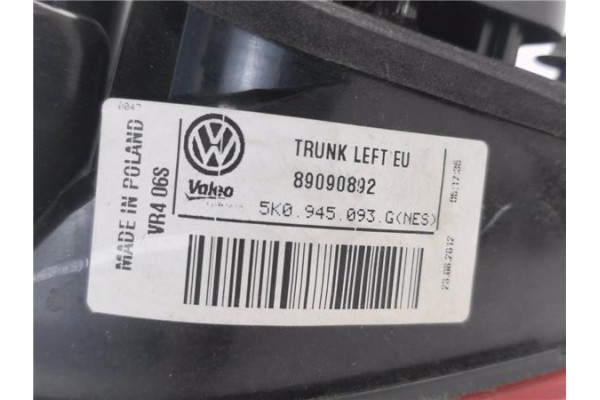 MADE IN POLAND
VR4 06S
Valeo
TRUNK LEFT EU
89090892
5K0.945.093.G(NES)